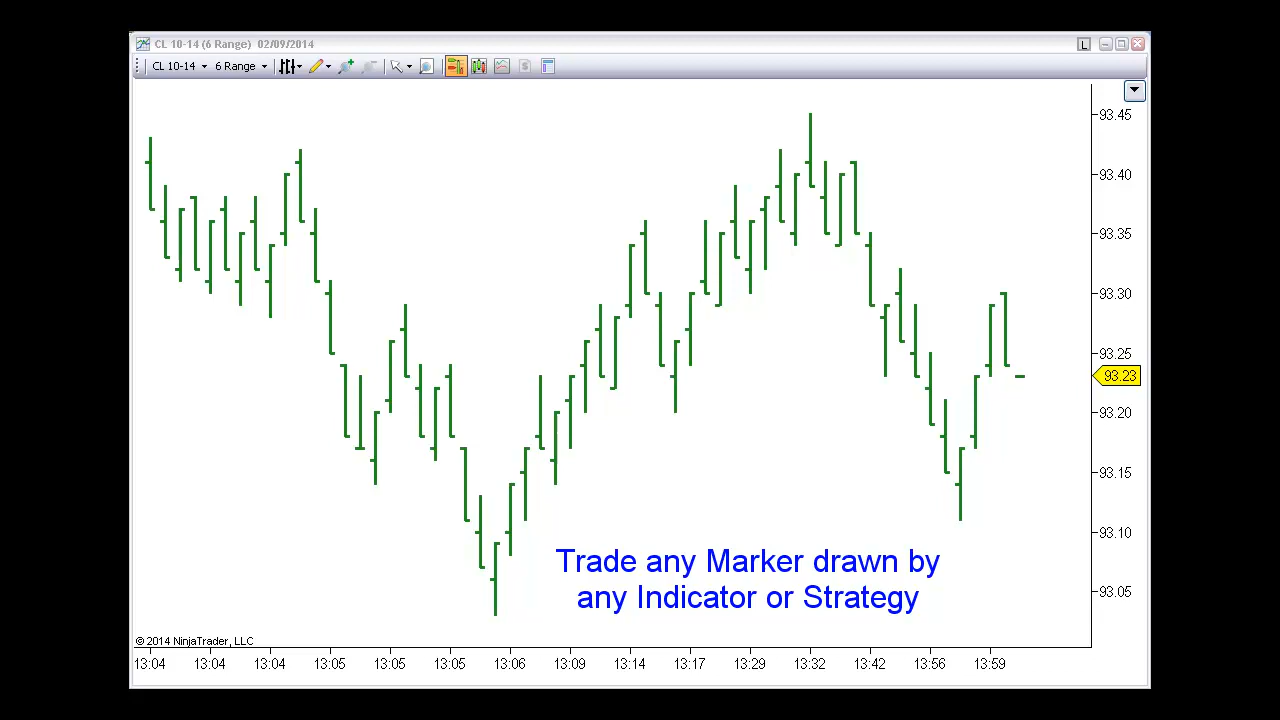 CL 10-14 (6 Range) 02/09/2014
L
CL 10-14 6 Range
$
93.45
93.40
93.35
93.30
93.25
93.23
93.20
93.15
93.10
93.05
Trade any Marker drawn by
any Indicator or Strategy
© 2014 NinjaTrader, LLC
13:04 13:04 13:04 13:05 13:05 13:05 13:06 13:09 13:14 13:17 13:29 13:32 13:42 13:56 13:59